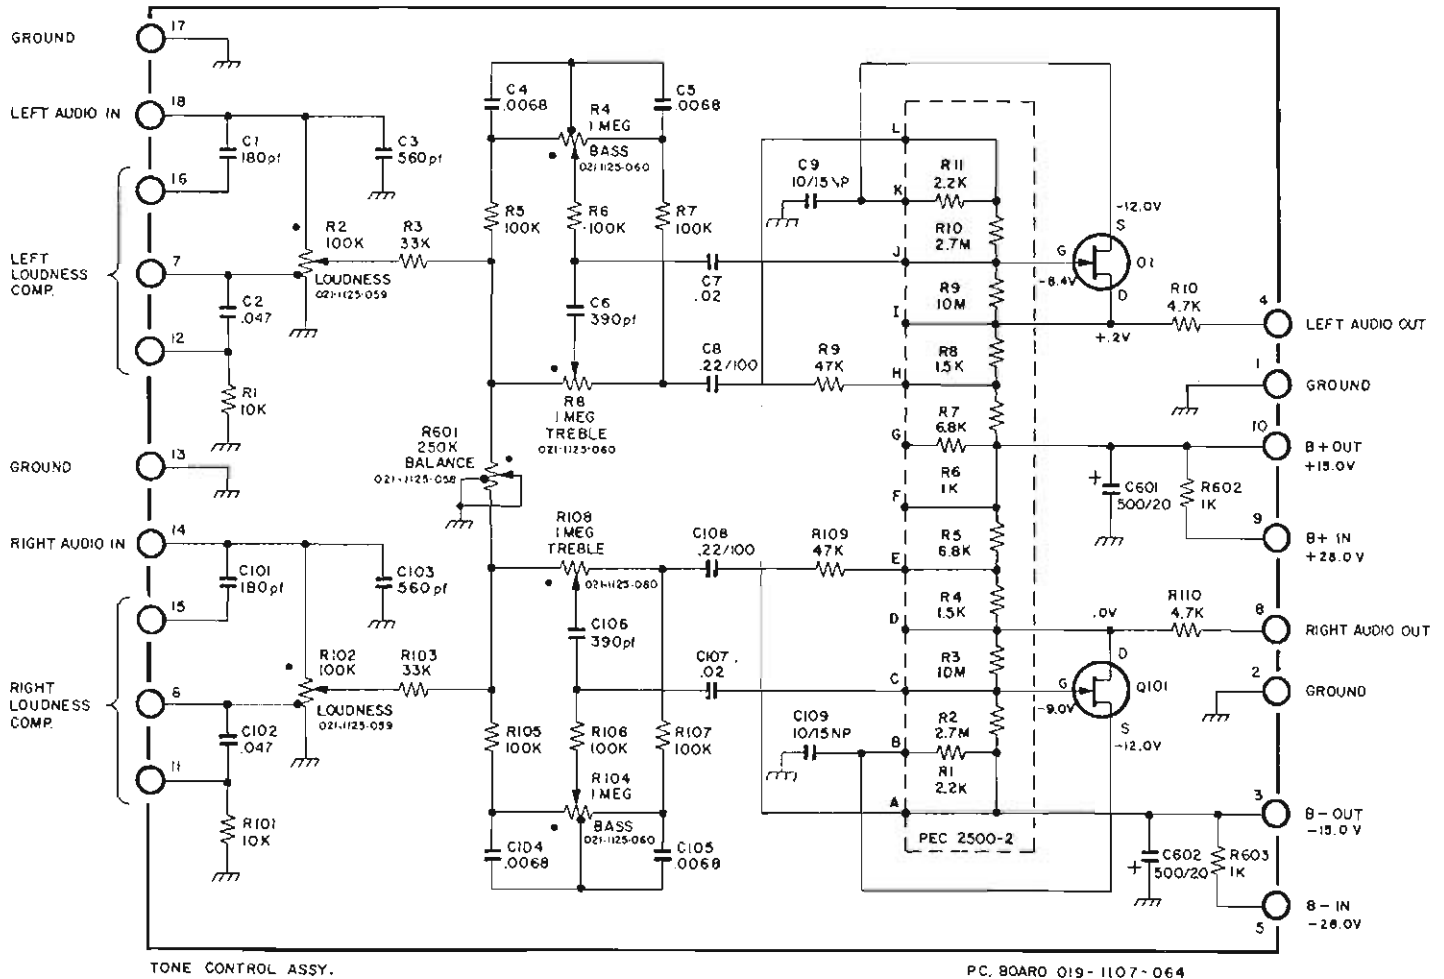 17
GROUND
18
LEFT AUDIO IN
C1
180pf
C3
560pf
16
LEFT
LOUDNESS
COMP.
7
R2
100K
LOUDNESS
021-1125-059
R3
33K
C2
.047
12
R1
10K
13
GROUND
14
RIGHT AUDIO IN
C101
180pf
C103
560pf
15
RIGHT
LOUDNESS
COMP.
R102
100K
LOUDNESS
021-1125-059
R103
33K
C102
.047
11
R101
10K
C4
.0068
R4
1 MEG
BASS
021-1125-060
C5
.0068
R5
100K
R6
100K
R7
100K
C7
.02
C6
390pf
C8
.22/100
R9
47K
R8
1 MEG
TREBLE
021-1125-060
R601
250K
BALANCE
021-1125-058
R108
1 MEG
TREBLE
C108
.22/100
R109
47K
C106
390pf
C107
.02
R105
100K
R106
100K
R107
100K
R104
1 MEG
BASS
021-1125-060
C104
.0068
C105
.0068
C9
10/15NP
C109
10/15NP
L
K
J
I
H
G
F
E
D
C
B
A
R11
2.2K
R10
2.7M
R9
10M
R8
1.5K
R7
6.8K
R6
1K
R5
6.8K
R4
1.5K
R3
10M
R2
2.7M
R1
2.2K
PEC 2500-2
-12.0V
S
G
D
+.2V
R10
4.7K
4
LEFT AUDIO OUT
1
GROUND
10
B+ OUT
+15.0V
+
C601
500/20
R602
1K
9
B+ IN
+28.0V
.0V
R110
4.7K
8
RIGHT AUDIO OUT
D
G
Q101
-9.0V
S
-12.0V
2
GROUND
3
B- OUT
-15.0 V
+
C602
500/20
R603
1K
B- IN
5
TONE CONTROL ASSY.
P.C. BOARD 019-1107-064